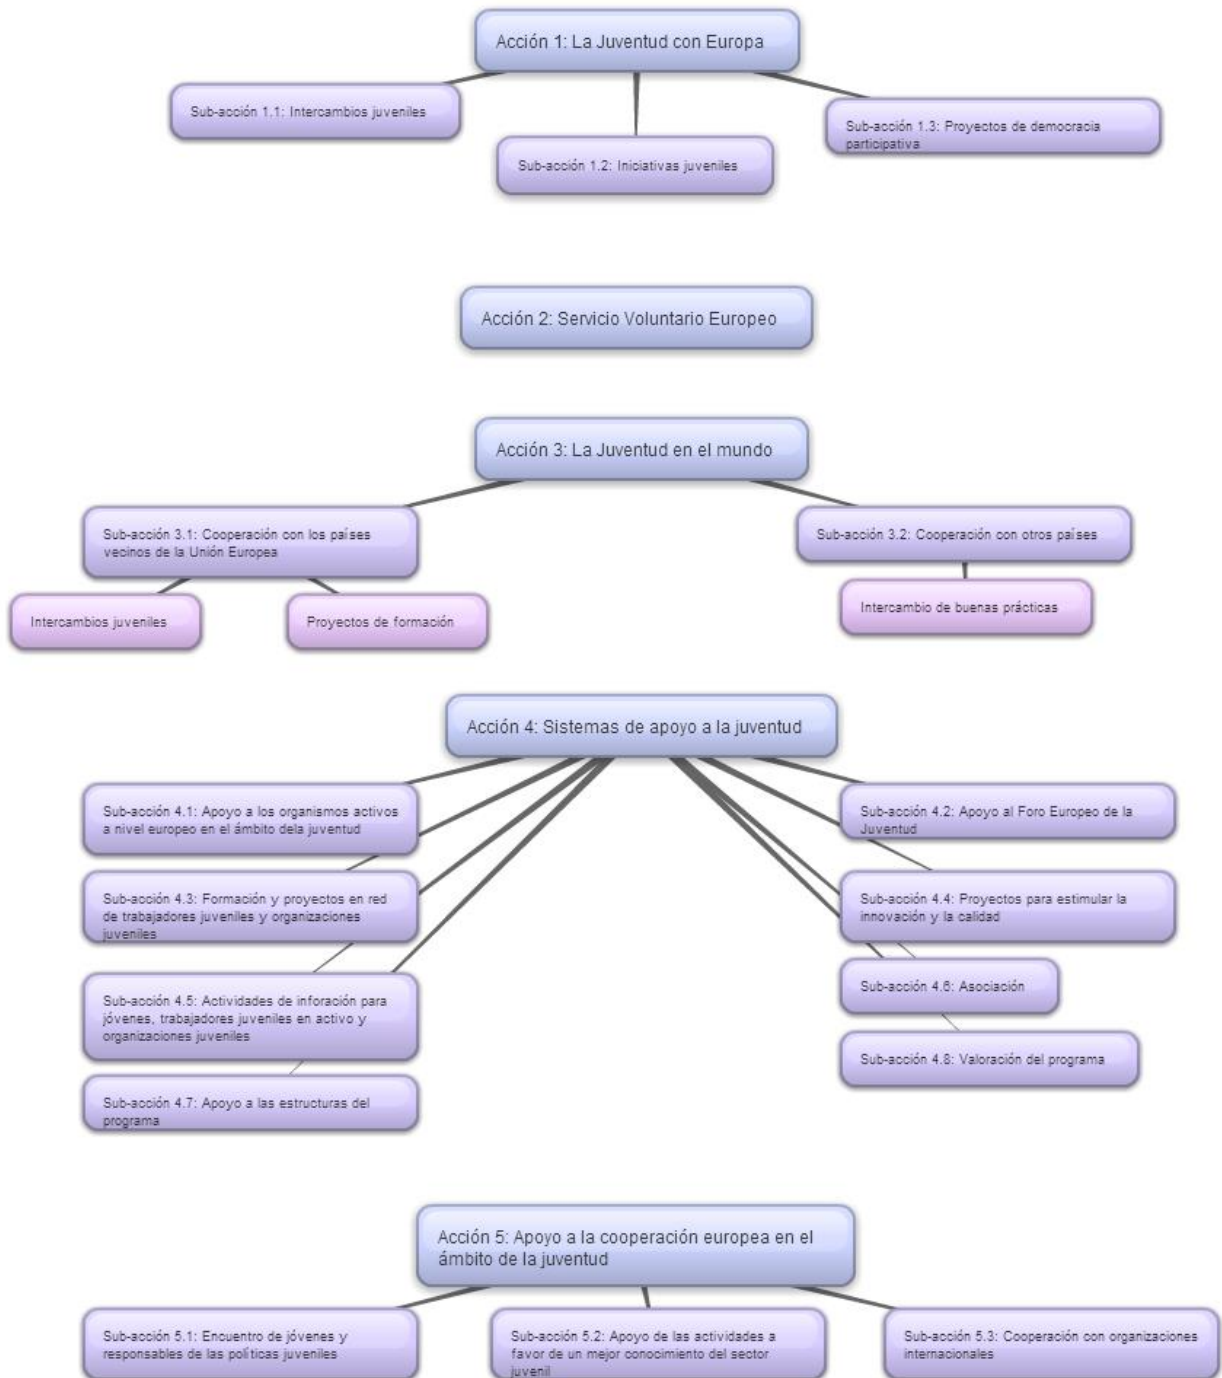 Acción 1: La Juventud con Europa
Sub-acción 1.1: Intercambios juveniles
Sub-acción 1.2: Iniciativas juveniles
Sub-acción 1.3: Proyectos de democracia
participativa
Acción 2: Servicio Voluntario Europeo
Acción 3: La Juventud en el mundo
Sub-acción 3.1: Cooperación con los países
vecinos de la Unión Europea
Intercambios juveniles
Proyectos de formación
Sub-acción 3.2: Cooperación con otros países
Intercambio de buenas prácticas
Acción 4: Sistemas de apoyo a la juventud
Sub-acción 4.1: Apoyo a los organismos activos
a nivel europeo en el ámbito dela juventud
Sub-acción 4.2: Apoyo al Foro Europeo de la
Juventud
Sub-acción 4.3: Formación y proyectos en red
de trabajadores juveniles y organizaciones
juveniles
Sub-acción 4.4: Proyectos para estimular la
innovación y la calidad
Sub-acción 4.5: Actividades de inforación para
jóvenes, trabajadores juveniles en activo y
organizaciones juveniles
Sub-acción 4.6: Asociación
Sub-acción 4.7: Apoyo a las estructuras del
programa
Sub-acción 4.8: Valoración del programa
Acción 5: Apoyo a la cooperación europea en el
ámbito de la juventud
Sub-acción 5.1: Encuentro de jóvenes y
responsables de las políticas juveniles
Sub-acción 5.2: Apoyo de las actividades a
favor de un mejor conocimiento del sector
juvenil
Sub-acción 5.3: Cooperación con organizaciones
internacionales